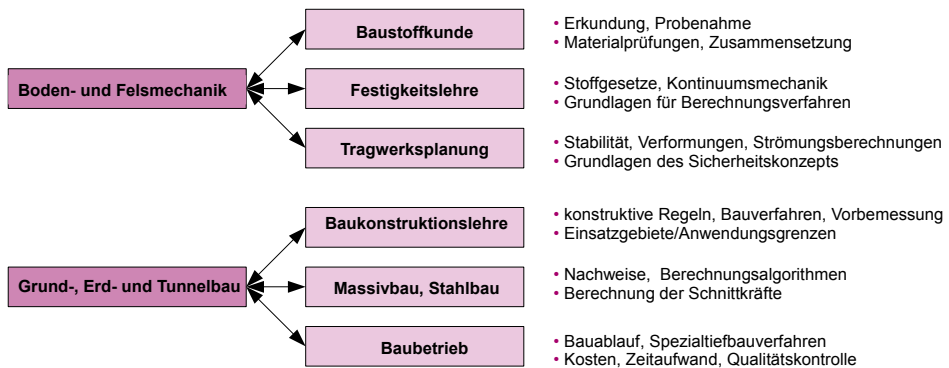 Baustoffkunde
• Erkundung, Probenahme
• Materialprüfungen, Zusammensetzung
Boden- und Felsmechanik
Festigkeitslehre
• Stoffgesetze, Kontinuumsmechanik
• Grundlagen für Berechnungsverfahren
Tragwerksplanung
• Stabilität, Verformungen, Strömungsberechnungen
• Grundlagen des Sicherheitskonzepts
Baukonstruktionslehre
• konstruktive Regeln, Bauverfahren, Vorbemessung
• Einsatzgebiete/Anwendungsgrenzen
Grund-, Erd- und Tunnelbau
Massivbau, Stahlbau
• Nachweise, Berechnungsalgorithmen
• Berechnung der Schnittkräfte
Baubetrieb
• Bauablauf, Spezialtiefbauverfahren
• Kosten, Zeitaufwand, Qualitätskontrolle